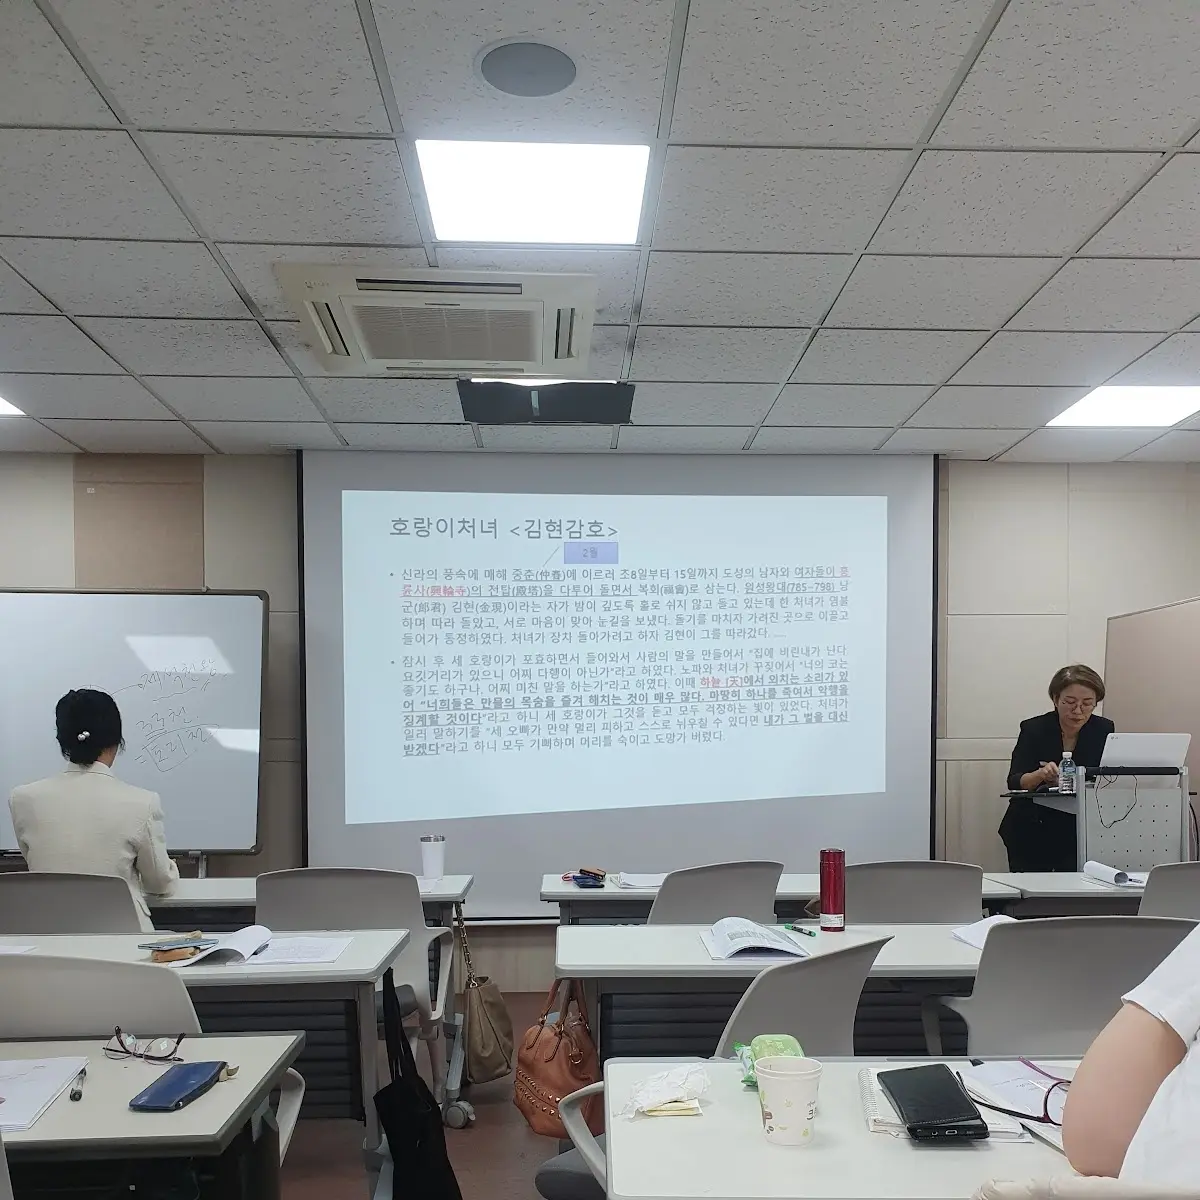 호랑이처녀 <김현감호>
2월
• 신라의 풍속에 매해 중춘(仲春)에 이르러 초8일부터 15일까지 도성의 남자와 여자들이 흥
륜사(興輪寺)의 전탑(殿塔)을 다투어 돌면서 복회(福會)로 삼는다. 원성왕대(785-798) 낭
군(郎君) 김현(金現)이라는 자가 밤이 깊도록 홀로 쉬지 않고 돌고 있는데 한 처녀가 염불
하며 따라 돌았고, 서로 마음이 맞아 눈길을 보냈다. 돌기를 마치자 가려진 곳으로 이끌고
들어가 통정하였다. 처녀가 장차 돌아가려고 하자 김현이 그를 따라갔다. ....
• 잠시 후 세 호랑이가 포효하면서 들어와서 사람의 말을 만들어서 "집에 비린내가 난다
요깃거리가 있으니 어찌 다행이 아닌가"라고 하였다. 노파와 처녀가 꾸짖어서 "너의 코는
좋기도 하구나, 어찌 미친 말을 하는가"라고 하였다. 이때 하늘 (天)에서 외치는 소리가 있
어 "너희들은 만물의 목숨을 즐겨 해치는 것이 매우 많다. 마땅히 하나를 죽여서 악행을
징계할 것이다"라고 하니 세 호랑이가 그것을 듣고 모두 걱정하는 빛이 있었다. 처녀가
일러 말하기를 "세 오빠가 만약 멀리 피하고 스스로 뉘우칠 수 있다면 내가 그 벌을 대신
받겠다"라고 하니 모두 기뻐하며 머리를 숙이고 도망가 버렸다.